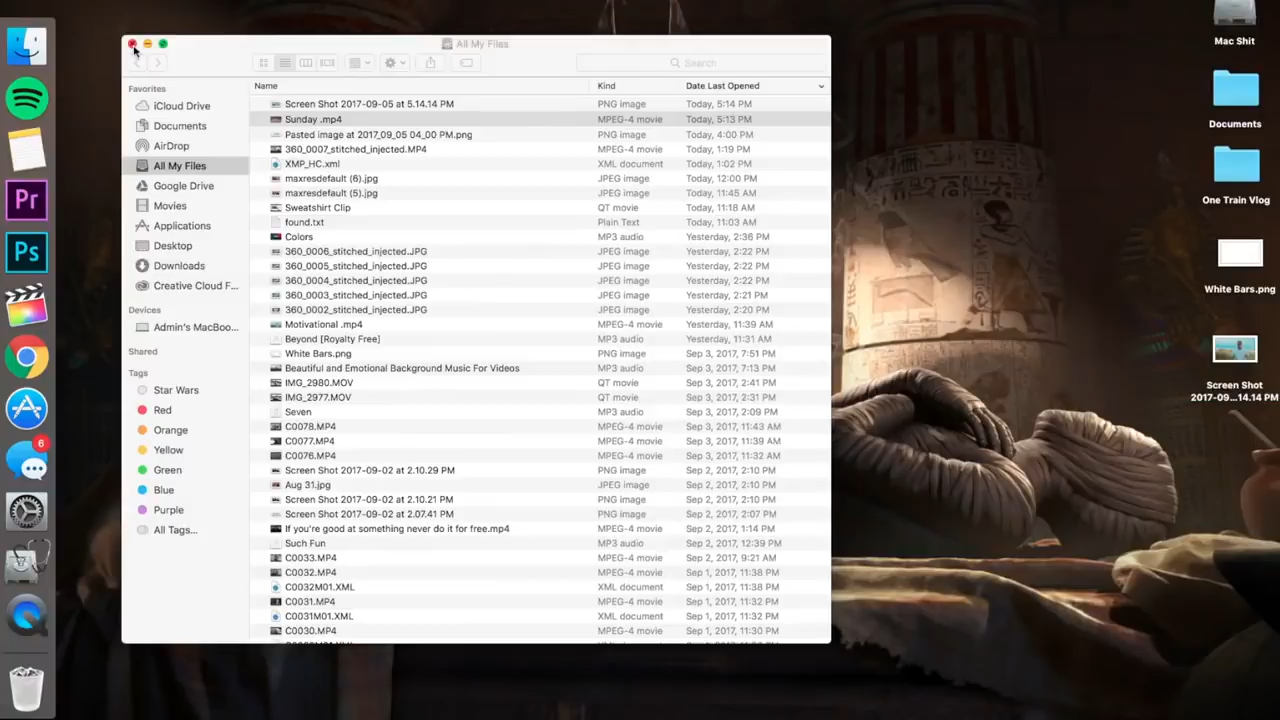 All My Files
Search
Favorites
iCloud Drive
Documents
AirDrop
All My Files
Google Drive
Movies
Applications
Desktop
Downloads
Creative Cloud F...
Devices
Admin's MacBoo...
Shared
Tags
Star Wars
Red
Orange
Yellow
Green
Blue
Purple
All Tags...
Name Kind Date Last Opened
Screen Shot 2017-09-05 at 5.14.14 PM PNG image Today, 5:14 PM
Sunday .mp4 MPEG-4 movie Today, 5:13 PM
Pasted image at 2017_09_05 04_00 PM.png PNG image Today, 4:00 PM
360_0007_stitched_injected.MP4 MPEG-4 movie Today, 1:19 PM
XMP_HC.xml XML document Today, 1:02 PM
maxresdefault (6).jpg JPEG image Today, 12:00 PM
maxresdefault (5).jpg JPEG image Today, 11:45 AM
Sweatshirt Clip QT movie Today, 11:18 AM
found.txt Plain Text Today, 11:03 AM
Colors MP3 audio Yesterday, 2:36 PM
360_0006_stitched_injected.JPG JPEG image Yesterday, 2:22 PM
360_0005_stitched_injected.JPG JPEG image Yesterday, 2:22 PM
360_0004_stitched_injected.JPG JPEG image Yesterday, 2:22 PM
360_0003_stitched_injected.JPG JPEG image Yesterday, 2:21 PM
360_0002_stitched_injected.JPG JPEG image Yesterday, 2:20 PM
Motivational .mp4 MPEG-4 movie Yesterday, 11:39 AM
Beyond [Royalty Free] MP3 audio Yesterday, 11:31 AM
White Bars.png PNG image Sep 3, 2017, 7:51 PM
Beautiful and Emotional Background Music For Videos MP3 audio Sep 3, 2017, 7:13 PM
IMG_2980.MOV QT movie Sep 3, 2017, 2:41 PM
IMG_2977.MOV QT movie Sep 3, 2017, 2:31 PM
Seven MP3 audio Sep 3, 2017, 2:09 PM
C0078.MP4 MPEG-4 movie Sep 3, 2017, 11:43 AM
C0077.MP4 MPEG-4 movie Sep 3, 2017, 11:39 AM
C0076.MP4 MPEG-4 movie Sep 3, 2017, 11:32 AM
Screen Shot 2017-09-02 at 2.10.29 PM PNG image Sep 2, 2017, 2:10 PM
Aug 31.jpg JPEG image Sep 2, 2017, 2:10 PM
Screen Shot 2017-09-02 at 2.10.21 PM PNG image Sep 2, 2017, 2:10 PM
Screen Shot 2017-09-02 at 2.07.41 PM PNG image Sep 2, 2017, 2:07 PM
If you're good at something never do it for free.mp4 MPEG-4 movie Sep 2, 2017, 1:14 PM
Such Fun MP3 audio Sep 2, 2017, 12:39 PM
C0033.MP4 MPEG-4 movie Sep 2, 2017, 9:21 AM
C0032.MP4 MPEG-4 movie Sep 1, 2017, 11:38 PM
C0032M01.XML XML document Sep 1, 2017, 11:38 PM
C0031.MP4 MPEG-4 movie Sep 1, 2017, 11:32 PM
C0031M01.XML XML document Sep 1, 2017, 11:32 PM
C0030.MP4 MPEG-4 movie Sep 1, 2017, 11:30 PM
Pr
Ps
6
Mac Shit
Documents
One Train Vlog
White Bars.png
Screen Shot
2017-09...14.14 PM